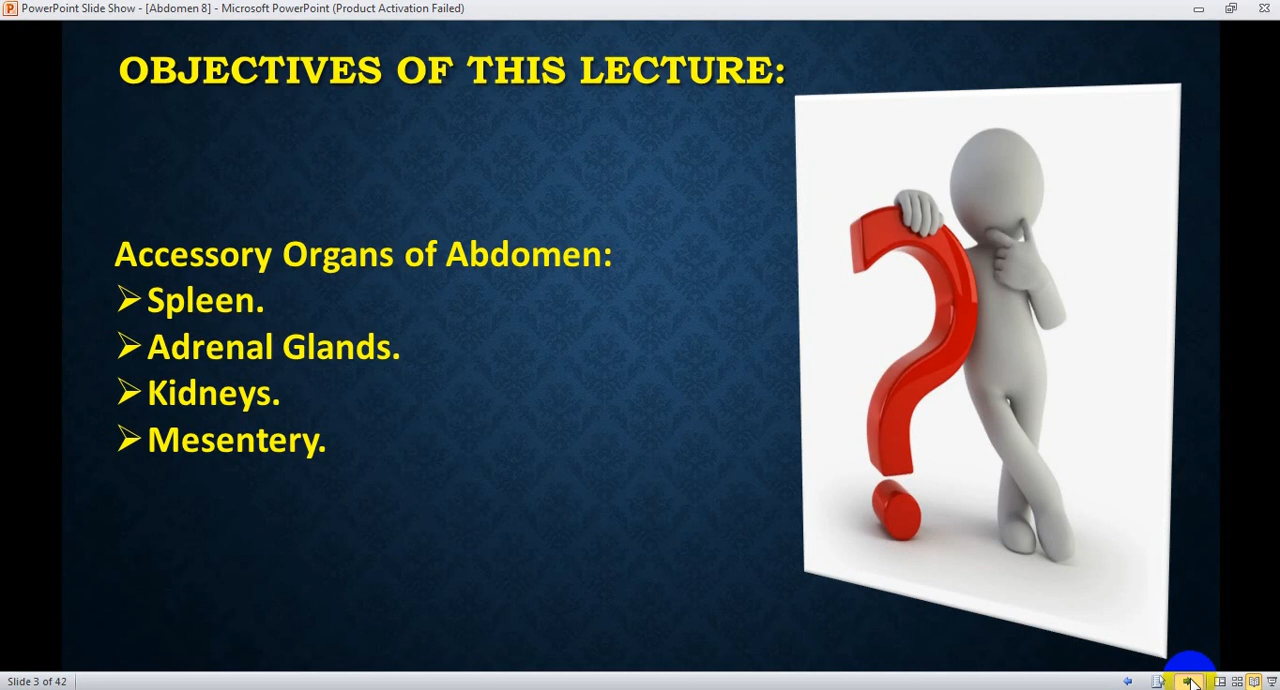 PowerPoint Slide Show - [Abdomen 8] - Microsoft PowerPoint (Product Activation Failed)
OBJECTIVES OF THIS LECTURE:
Accessory Organs of Abdomen:
Spleen.
Adrenal Glands.
Kidneys.
Mesentery.
Slide 3 of 42